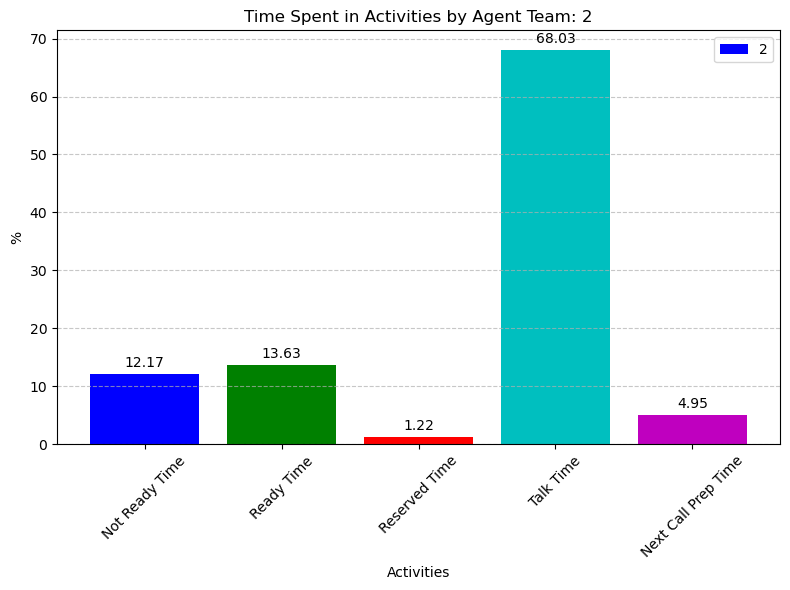 Time Spent in Activities by Agent Team: 2
2
%
70
60
50
40
30
20
10
0
12.17
13.63
1.22
68.03
4.95
Not Ready Time
Ready Time
Reserved Time
Talk Time
Next Call Prep Time
Activities